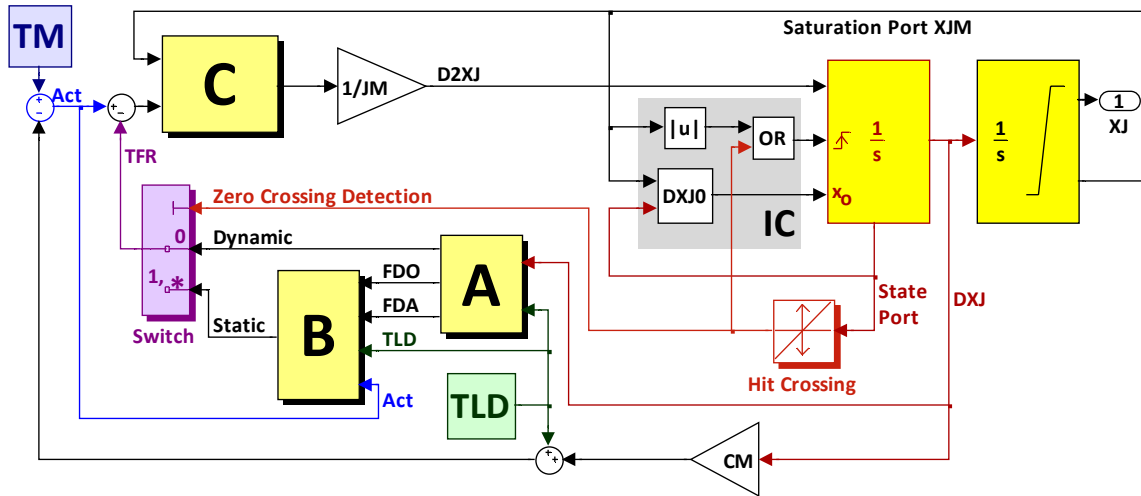 TM
Saturation Port XJM
Act
+
−
+
−
C
1/JM
D2XJ
|u|
OR
1
s
1
s
1
XJ
TFR
DXJ0
IC
xo
Zero Crossing Detection
0
Dynamic
1,*
Switch
Static
FDO
FDA
TLD
A
B
Act
State
Port
DXJ
Hit Crossing
TLD
+
+
CM